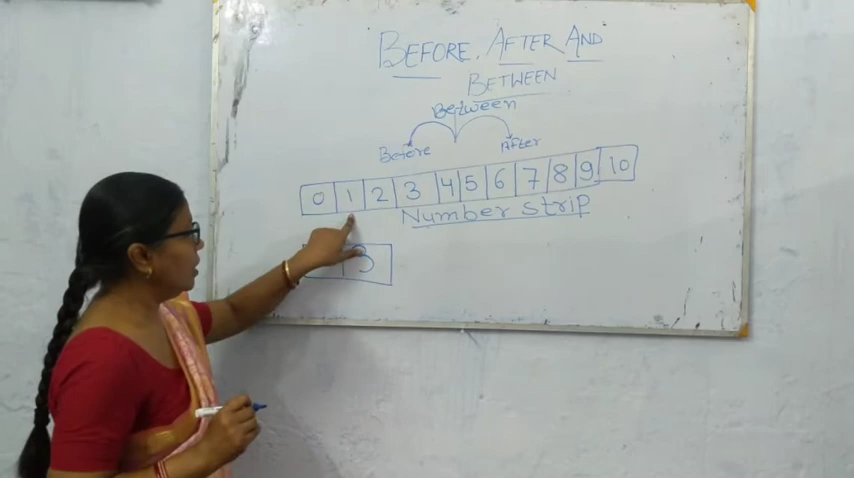 BEFORE, AFTER AND
BETWEEN
Between
Before After
0 1 2 3 4 5 6 7 8 9 10
Number strip
3